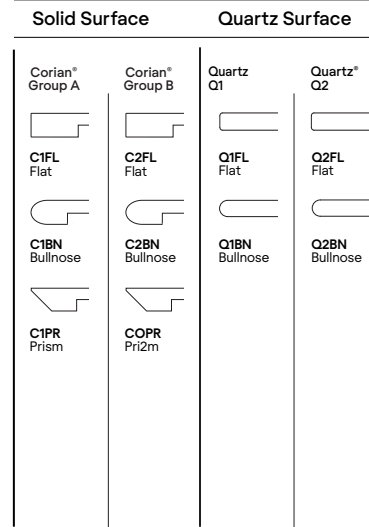 Solid Surface
Quartz Surface
Corian®
Group A
Corian®
Group B
Quartz
Q1
Quartz®
Q2
C1FL
Flat
C2FL
Flat
Q1FL
Flat
Q2FL
Flat
C1BN
Bullnose
C2BN
Bullnose
Q1BN
Bullnose
Q2BN
Bullnose
C1PR
Prism
COPR
Pri2m